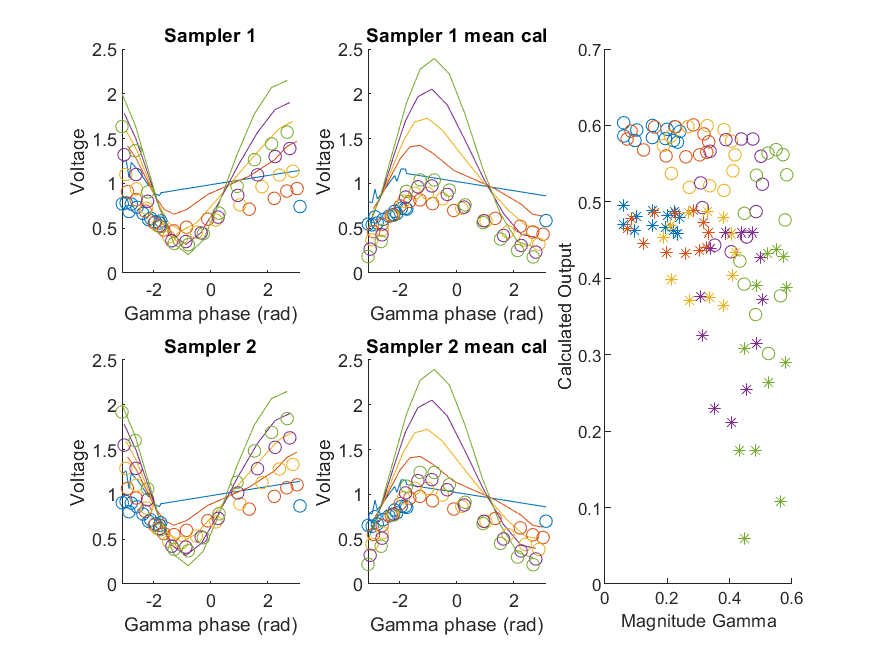 Sampler 1
2.5
2
1.5
1
0.5
0
Voltage
-2 0 2
Gamma phase (rad)
Sampler 1 mean cal
2.5
2
1.5
1
0.5
0
Voltage
-2 0 2
Gamma phase (rad)
Sampler 2
2.5
2
1.5
1
0.5
0
Voltage
-2 0 2
Gamma phase (rad)
Sampler 2 mean cal
2.5
2
1.5
1
0.5
0
Voltage
-2 0 2
Gamma phase (rad)
0.7
0.6
0.5
0.4
0.3
0.2
0.1
0
Calculated Output
0 0.2 0.4 0.6
Magnitude Gamma